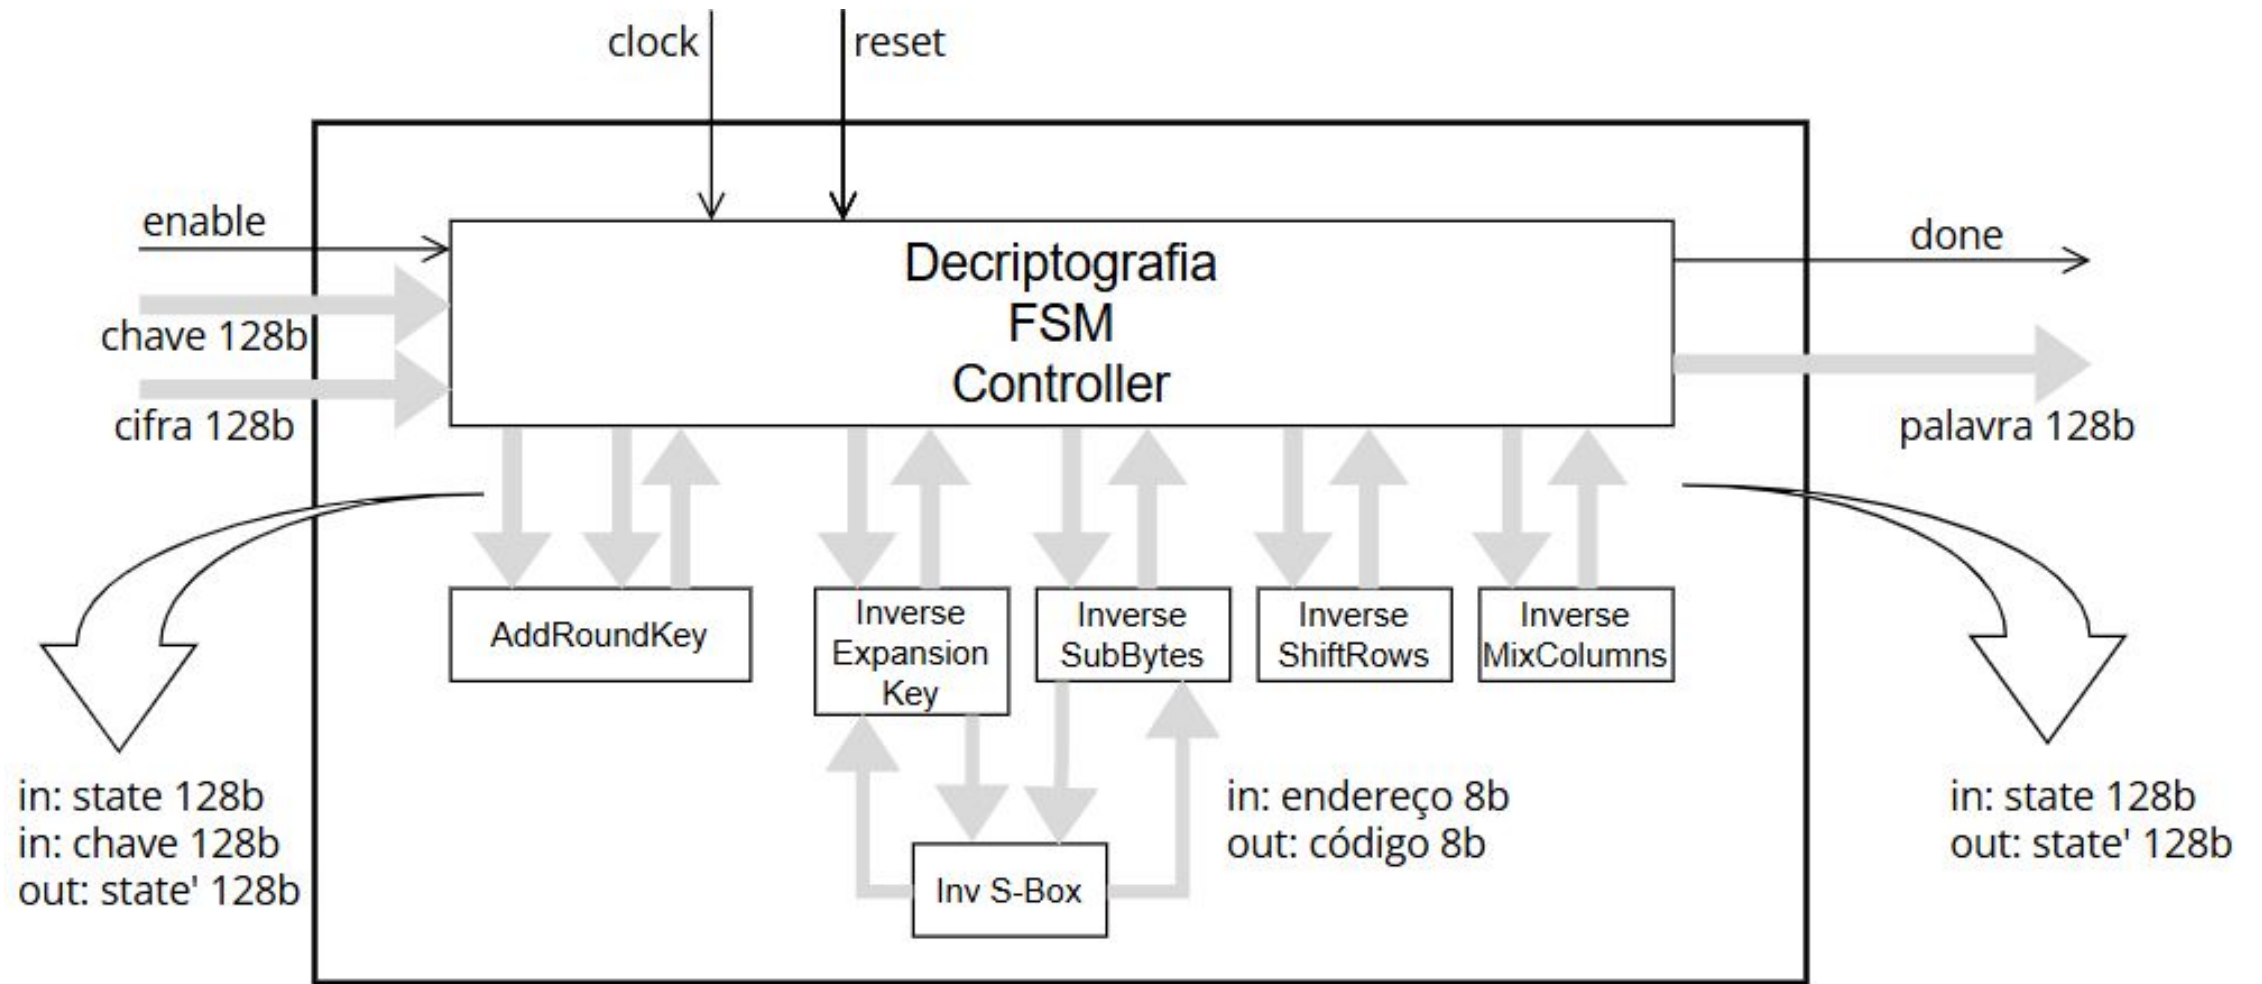 clock
reset
enable
chave 128b
cifra 128b
Decriptografia
FSM
Controller
done
palavra 128b
AddRoundKey
Inverse
Expansion
Key
Inverse
SubBytes
Inverse
ShiftRows
Inverse
MixColumns
in: state 128b
in: chave 128b
out: state' 128b
in: endereço 8b
out: código 8b
in: state 128b
out: state' 128b
Inv S-Box